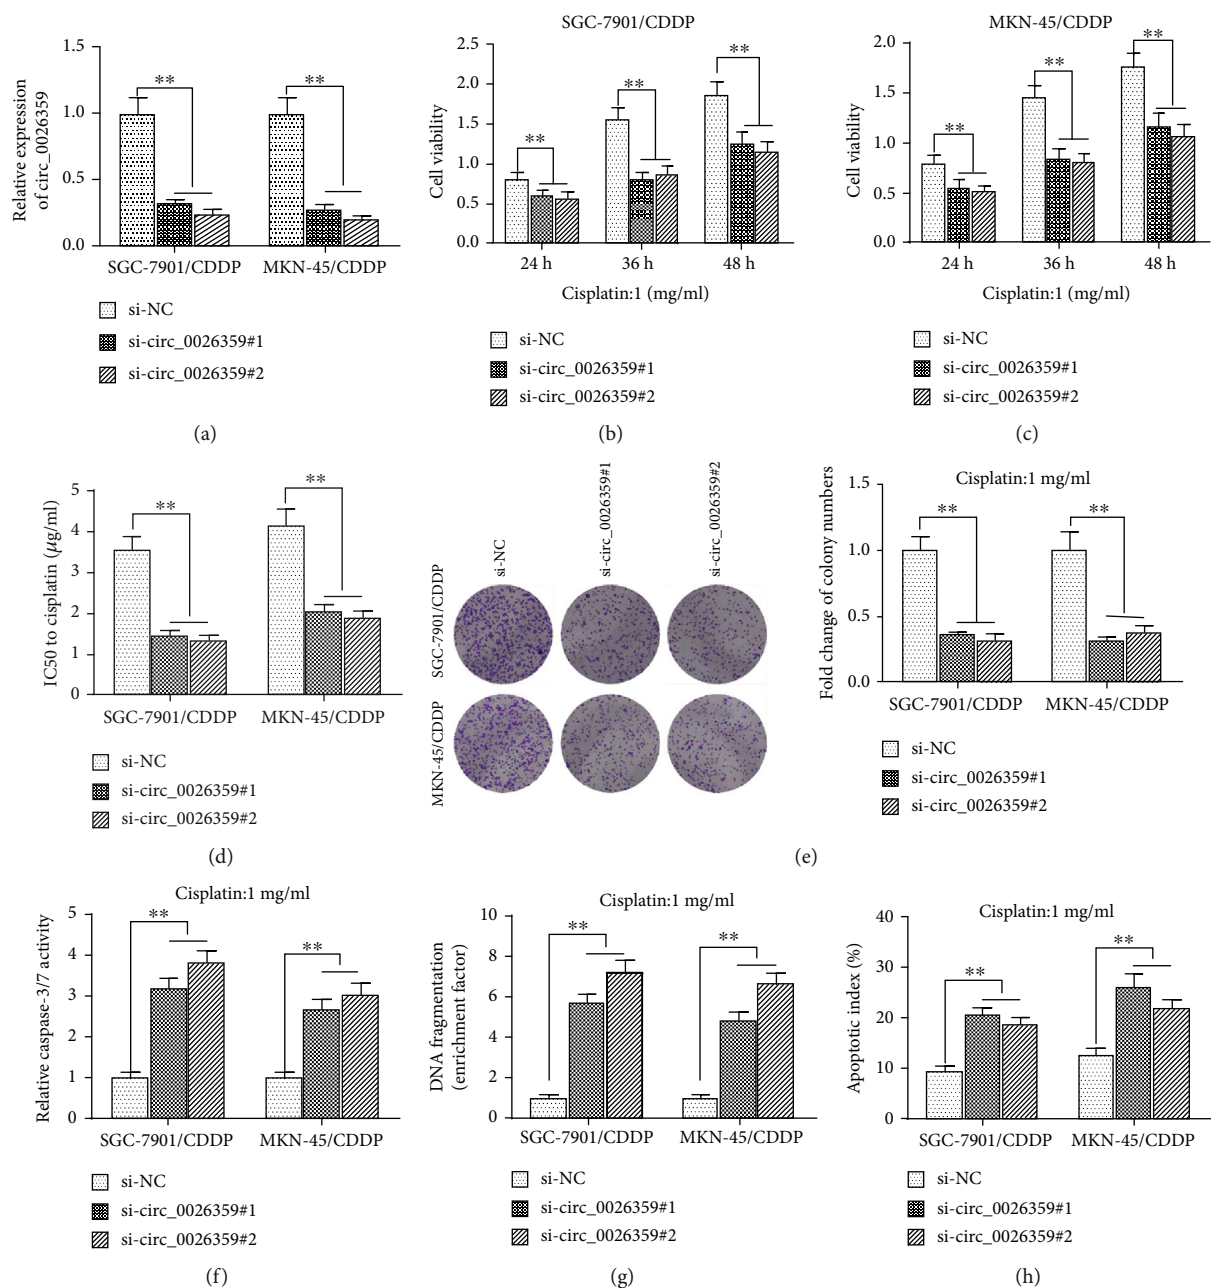 Relative expression
of circ_0026359
1.5
1.0
0.5
0.0
**
**
SGC-7901/CDDP
MKN-45/CDDP
si-NC
si-circ_0026359#1
si-circ_0026359#2
(a)
SGC-7901/CDDP
Cell viability
2.5
2.0
1.5
1.0
0.5
0.0
**
**
**
24 h
36 h
48 h
Cisplatin:1 (mg/ml)
si-NC
si-circ_0026359#1
si-circ_0026359#2
(b)
MKN-45/CDDP
Cell viability
2.0
1.5
1.0
0.5
0.0
**
**
**
24 h
36 h
48 h
Cisplatin:1 (mg/ml)
si-NC
si-circ_0026359#1
si-circ_0026359#2
(c)
IC50 to cisplatin (μg/ml)
5
4
3
2
1
0
**
**
SGC-7901/CDDP
MKN-45/CDDP
si-NC
si-circ_0026359#1
si-circ_0026359#2
(d)
si-NC
si-circ_0026359#1
si-circ_0026359#2
SGC-7901/CDDP
MKN-45/CDDP
Cisplatin:1 mg/ml
Fold change of colony numbers
1.5
1.0
0.5
0.0
**
**
SGC-7901/CDDP
MKN-45/CDDP
si-NC
si-circ_0026359#1
si-circ_0026359#2
(e)
Cisplatin:1 mg/ml
Relative caspase-3/7 activity
5
4
3
2
1
0
**
**
SGC-7901/CDDP
MKN-45/CDDP
si-NC
si-circ_0026359#1
si-circ_0026359#2
(f)
Cisplatin:1 mg/ml
DNA fragmentation
(enrichment factor)
10
8
6
4
2
0
**
**
SGC-7901/CDDP
MKN-45/CDDP
si-NC
si-circ_0026359#1
si-circ_0026359#2
(g)
Cisplatin:1 mg/ml
Apoptotic index (%)
40
30
20
10
0
**
**
SGC-7901/CDDP
MKN-45/CDDP
si-NC
si-circ_0026359#1
si-circ_0026359#2
(h)